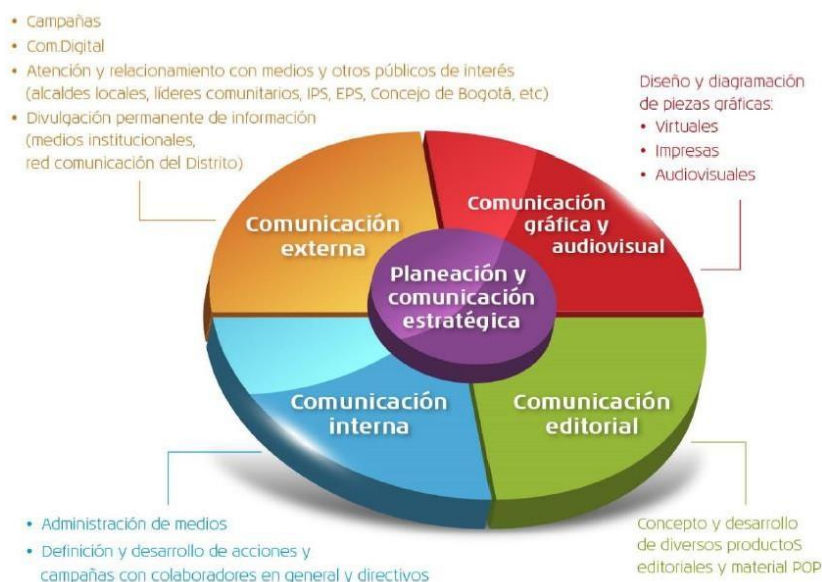 • Campañas
• Com.Digital
• Atención y relacionamiento con medios y otros públicos de interés
(alcaldes locales, líderes comunitarios, IPS, EPS, Concejo de Bogotá, etc)
• Divulgación permanente de información
(medios institucionales,
red comunicación del Distrito)
Diseño y diagramación
de piezas gráficas:
• Virtuales
• Impresas
• Audiovisuales
Comunicación
externa
Comunicación
gráfica y
audiovisual
Planeación y
comunicación
estratégica
Comunicación
interna
Comunicación
editorial
• Administración de medios
• Definición y desarrollo de acciones y
campañas con colaboradores en general y directivos
Concepto y desarrollo
de diversos productoS
editoriales y material POP